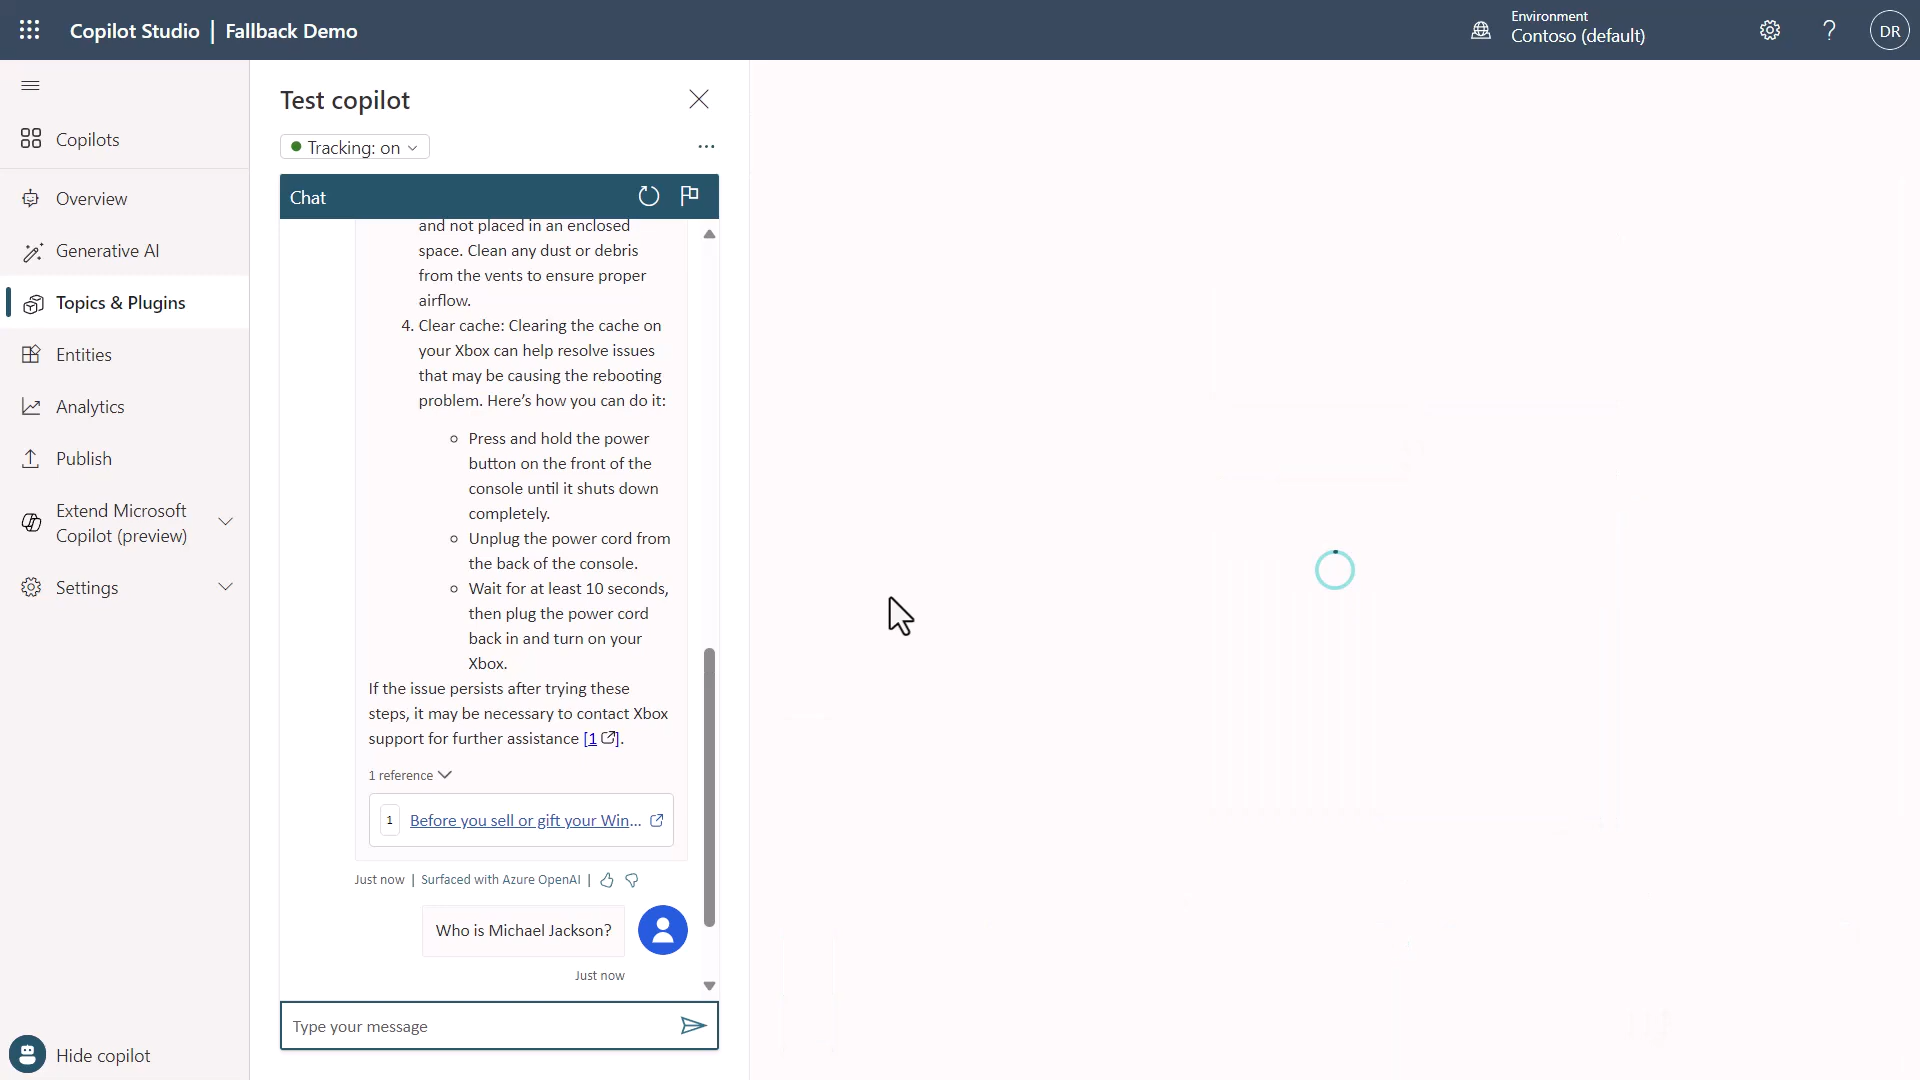 Copilot Studio | Fallback Demo
Environment
Contoso (default)
?
DR
Copilots
Overview
Generative AI
Topics & Plugins
Entities
Analytics
Publish
Extend Microsoft
Copilot (preview)
Settings
Hide copilot
Test copilot
Tracking: on
Chat
and not placed in an enclosed
space. Clean any dust or debris
from the vents to ensure proper
airflow.
4. Clear cache: Clearing the cache on
your Xbox can help resolve issues
that may be causing the rebooting
problem. Here’s how you can do it:
Press and hold the power
button on the front of the
console until it shuts down
completely.
Unplug the power cord from
the back of the console.
Wait for at least 10 seconds,
then plug the power cord
back in and turn on your
Xbox.
If the issue persists after trying these
steps, it may be necessary to contact Xbox
support for further assistance [1].
1 reference
1 Before you sell or gift your Win...
Just now | Surfaced with Azure OpenAI |
Who is Michael Jackson?
Just now
Type your message